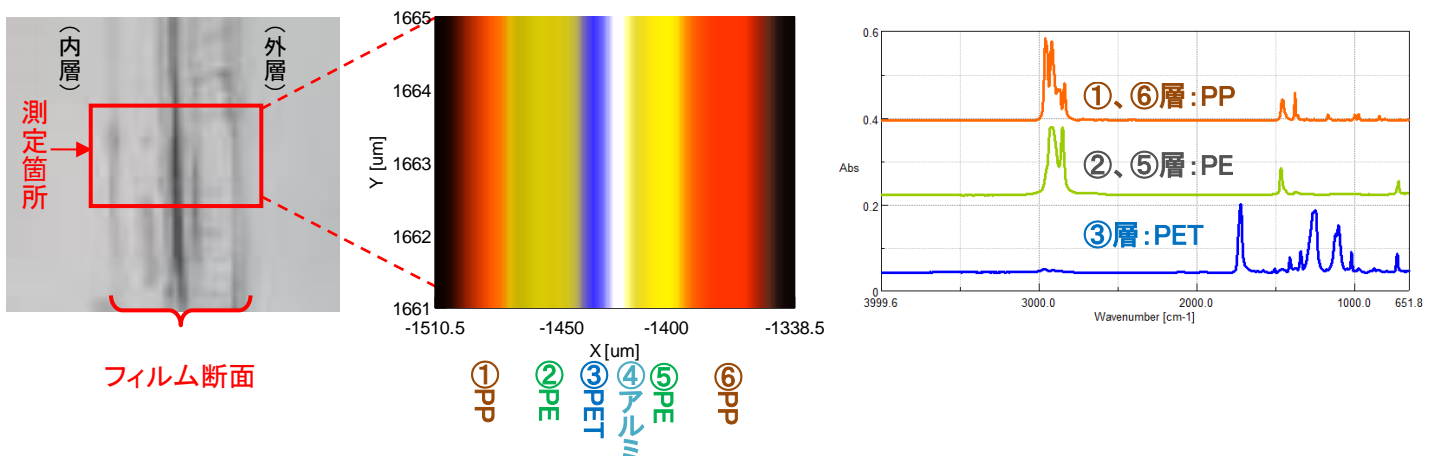 (内層)
(外層)
測定箇所
フィルム断面
1665
1664
1663
1662
1661
Y [um]
-1510.5
-1450
-1400
-1338.5
X [um]
①PP
②PE
③PET
④アルミ
⑤PE
⑥PP
0.6
0.4
0.2
0
Abs
①、⑥層：PP
②、⑤層：PE
③層：PET
3999.6
3000.0
2000.0
1000.0
651.8
Wavenumber [cm-1]